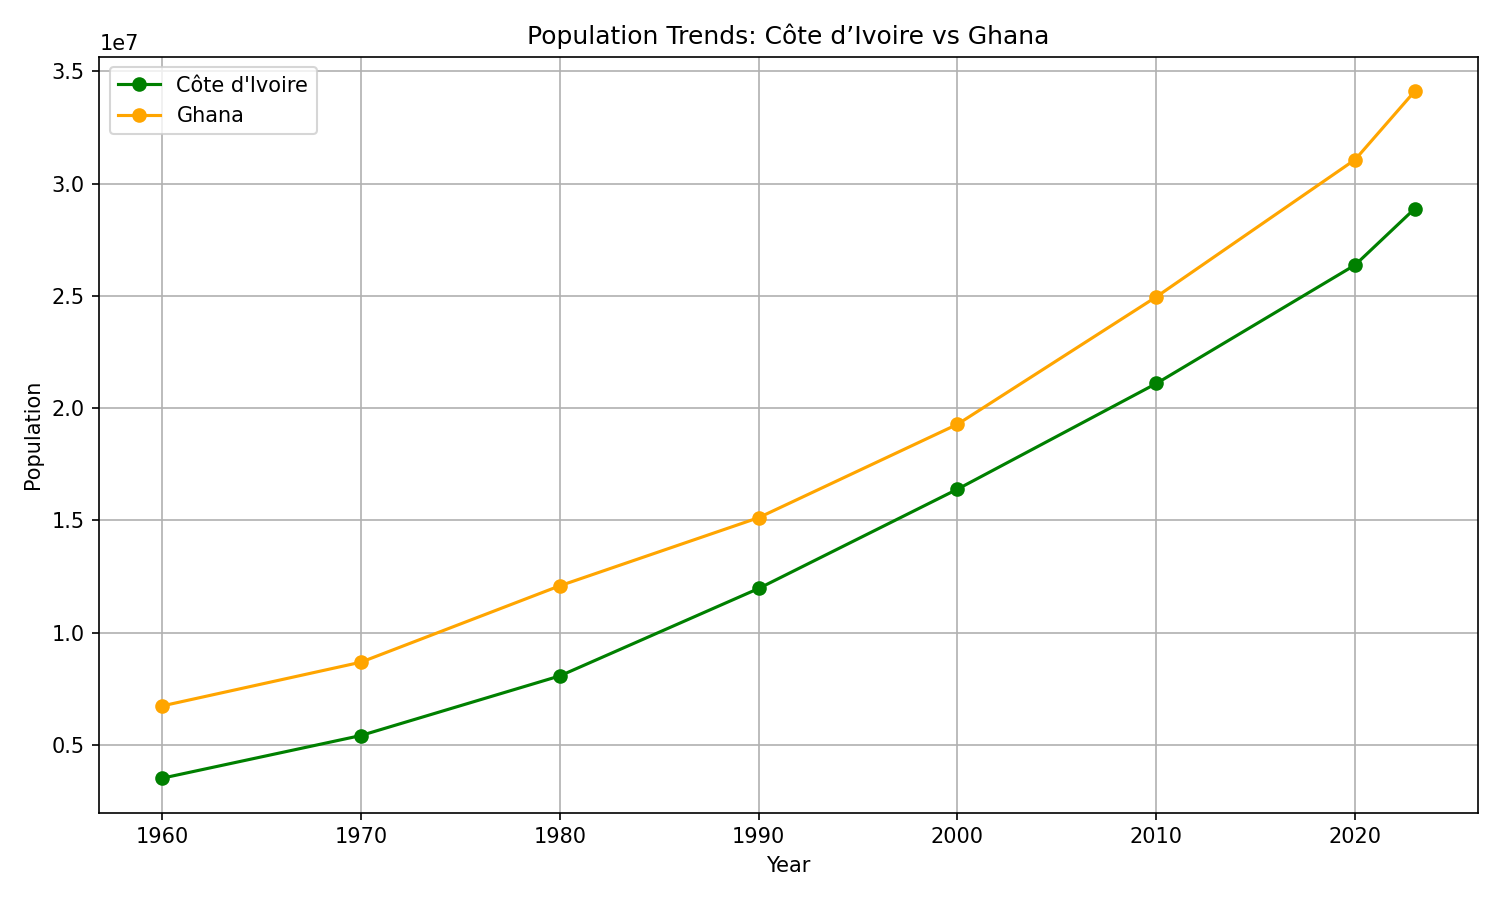 Population Trends: Côte d’Ivoire vs Ghana
1e7
Côte d'Ivoire
Ghana
3.5
3.0
2.5
2.0
1.5
1.0
0.5
Population
1960 1970 1980 1990 2000 2010 2020
Year